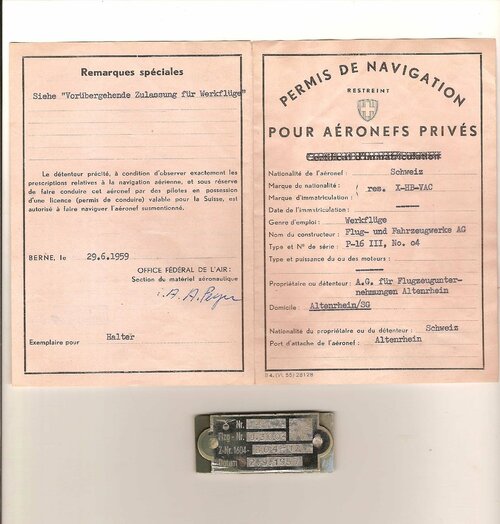 Remarques spéciales
Siehe "Vorübergehende Zulassung für Werkflüge"
Le détenteur précité, à condition d'observer exactement les
prescriptions relatives à la navigation aérienne, et sous réserve
de faire conduire cet aéronef par des pilotes en possession
d'une licence (permis de conduire) valable pour la Suisse, est
autorisé à faire naviguer l'aéronef susmentionné.
BERNE, le 29.6.1959
OFFICE FÉDÉRAL DE L'AIR:
Section du matériel aéronautique
Exemplaire pour Halter
PERMIS DE NAVIGATION
RESTREINT
POUR AÉRONEFS PRIVÉS
Certificat d'immatriculation
Nationalité de l'aéronef: Schweiz
Marque de nationalité: res. X-HB-VAC
Marque d'immatriculation:
Date de l'immatriculation:
Genre d'emploi: Werkflüge
Nom du constructeur: Flug- und Fahrzeugwerke AG
Type et Nº de série: P-16 III, No. 04
Type et puissance du ou des moteurs:
Propriétaire ou détenteur: A.G. für Flugzeugunter-
nehmungen Altenrhein
Domicile: Altenrhein/SG
Nationalité du propriétaire ou du détenteur: Schweiz
Port d'attache de l'aéronef: Altenrhein
Nr.
Z-Nr. 1604-
Datum